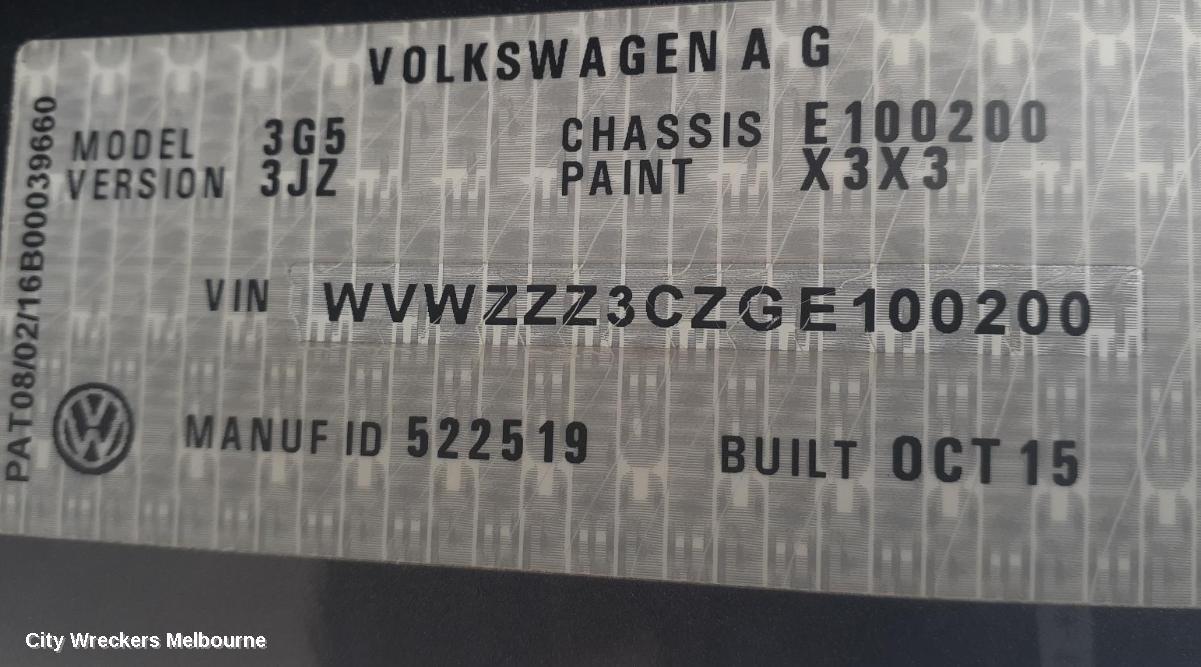 VOLKSWAGEN A G
MODEL 3G5 CHASSIS E100200
VERSION 3JZ PAINT X3X3
VIN WVWZZZ3CZGE100200
MANUF ID 522519 BUILT OCT 15
PAT08/02/16B00039660
City Wreckers Melbourne